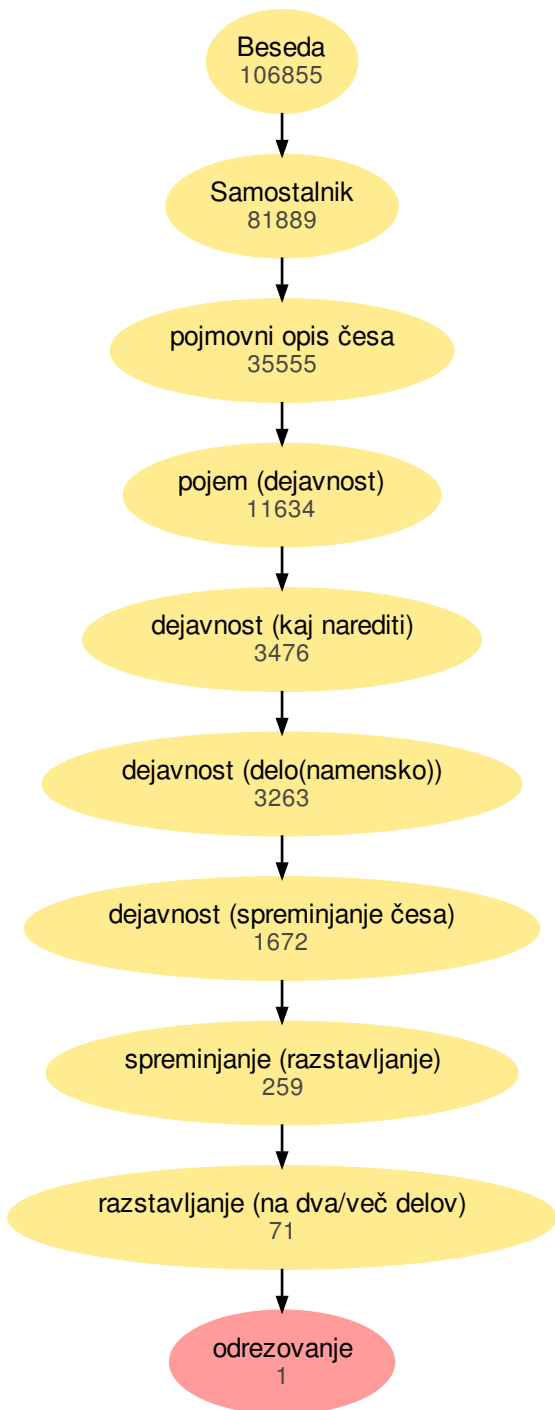 Beseda
106855
Samostalnik
81889
pojmovni opis česa
35555
pojem (dejavnost)
11634
dejavnost (kaj narediti)
3476
dejavnost (delo(namensko))
3263
dejavnost (spreminjanje česa)
1672
spreminjanje (razstavljanje)
259
razstavljanje (na dva/več delov)
71
odrezovanje
1